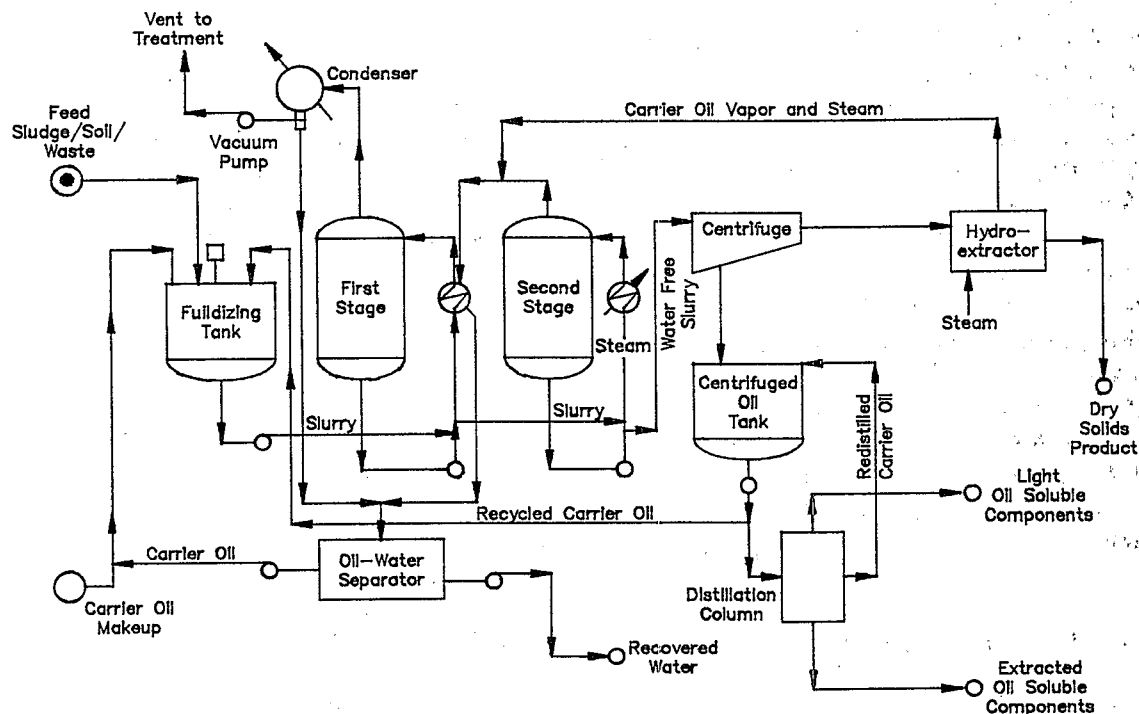 Vent to
Treatment
Condenser
Feed
Sludge/Soil/
Waste
Vacuum
Pump
Carrier Oil Vapor and Steam
Centrifuge
Hydro-
extractor
First
Stage
Second
Stage
Fuildizing
Tank
Water Free
Slurry
Steam
Steam
Centrifuged
Oil
Tank
Redistilled
Carrier Oil
Dry
Solids
Product
Slurry
Slurry
Light
Oil Soluble
Components
Recycled Carrier Oil
Carrier Oil
Oil-Water
Separator
Distillation
Column
Carrier Oil
Makeup
Recovered
Water
Extracted
Oil Soluble
Components